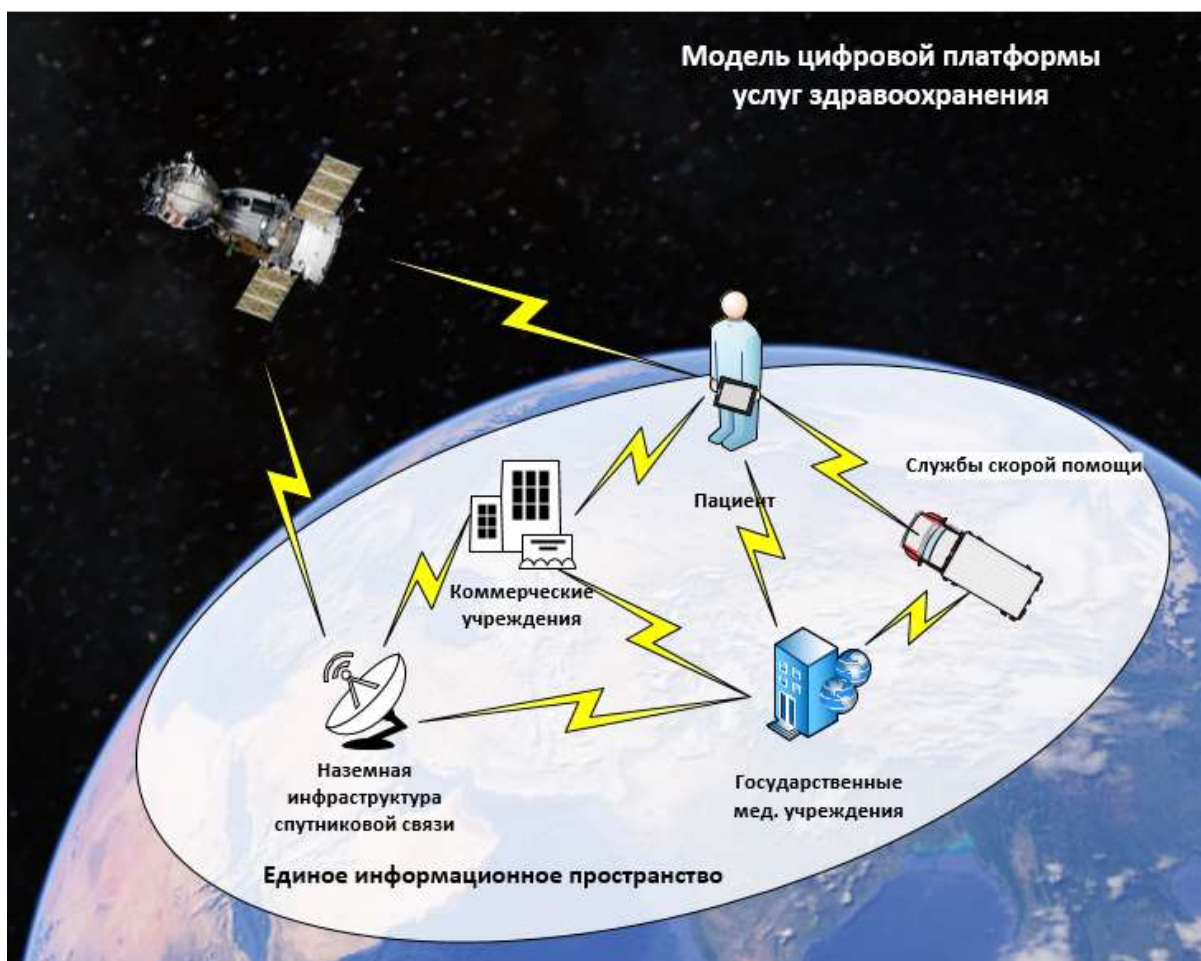 Модель цифровой платформы
услуг здравоохранения
Службы скорой помощи
Пациент
Коммерческие
учреждения
Наземная
инфраструктура
спутниковой связи
Государственные
мед. учреждения
Единое информационное пространство